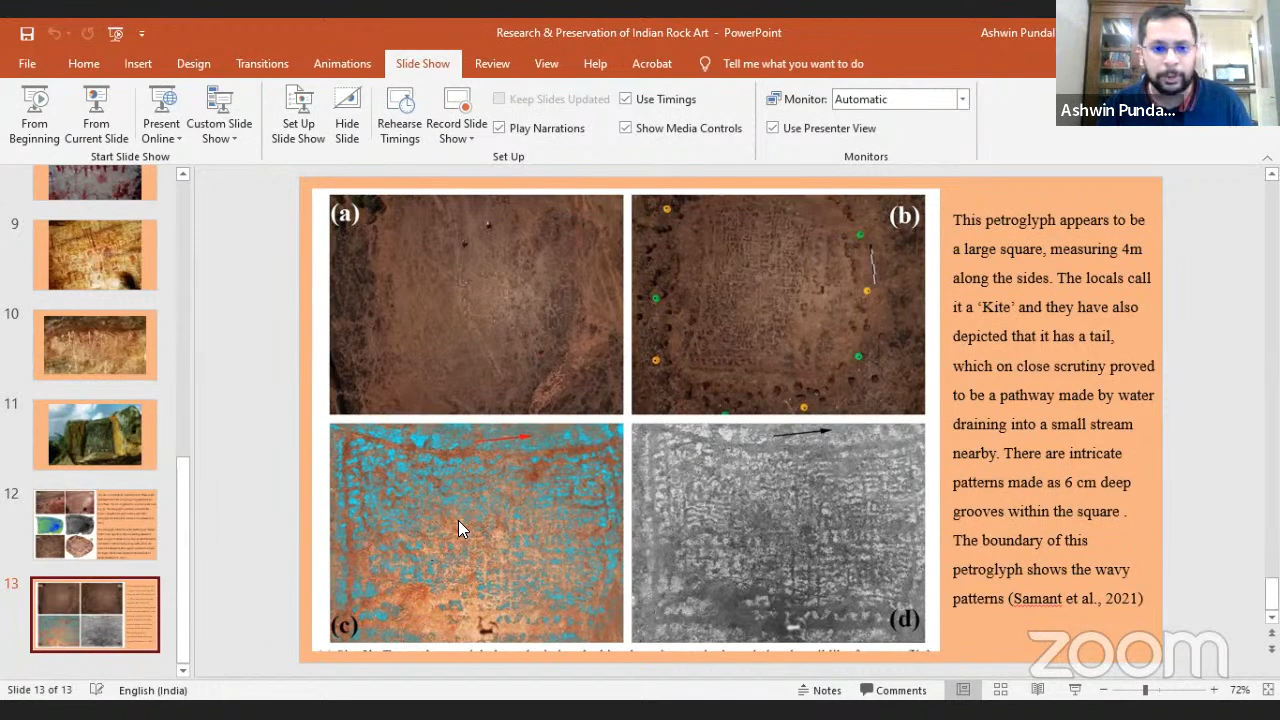 Research & Preservation of Indian Rock Art - PowerPoint
Ashwin Pundal
File
Home
Insert
Design
Transitions
Animations
Slide Show
Review
View
Help
Acrobat
Tell me what you want to do
From Beginning
From Current Slide
Present Online
Custom Slide Show
Set Up Slide Show
Hide Slide
Rehearse Timings
Record Slide Show
Keep Slides Updated
Play Narrations
Use Timings
Show Media Controls
Monitor: Automatic
Use Presenter View
Start Slide Show
Set Up
Monitors
Ashwin Punda...
9
10
11
12
13
(a)
(b)
(c)
(d)
This petroglyph appears to be
a large square, measuring 4m
along the sides. The locals call
it a ‘Kite’ and they have also
depicted that it has a tail,
which on close scrutiny proved
to be a pathway made by water
draining into a small stream
nearby. There are intricate
patterns made as 6 cm deep
grooves within the square .
The boundary of this
petroglyph shows the wavy
patterns (Samant et al., 2021)
zoom
Slide 13 of 13
English (India)
Notes
Comments
72%